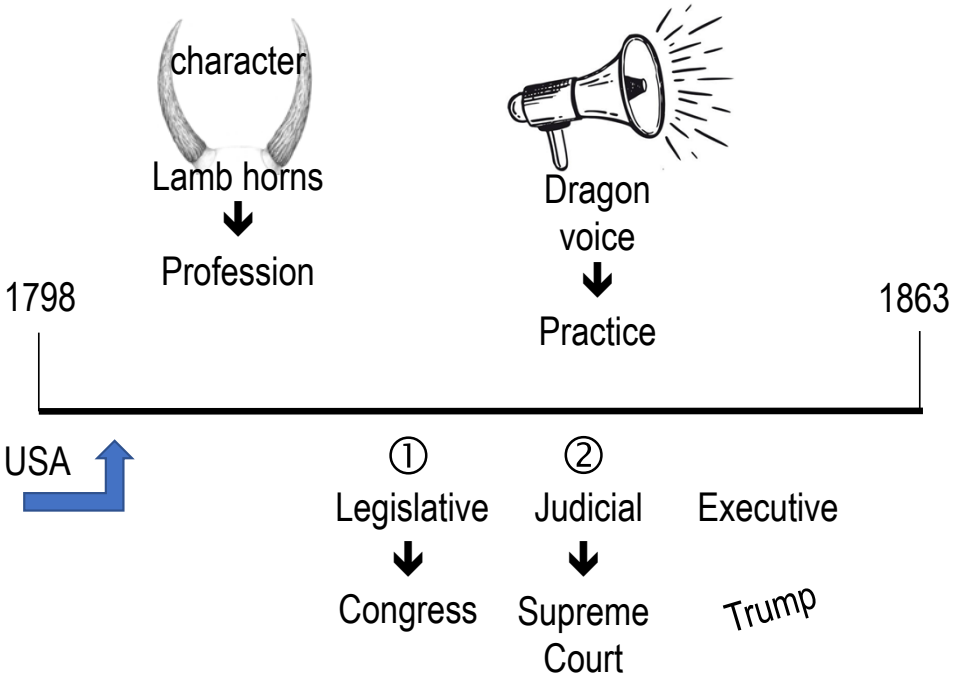 character
Lamb horns
Profession
Dragon
voice
Practice
1798
1863
USA
① ②
Legislative Judicial Executive
Congress Supreme
Court
Trump